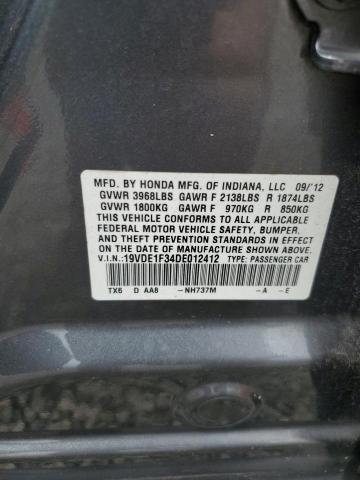 MFD. BY HONDA MFG. OF INDIANA, LLC 09/'12
GVWR 3968LBS GAWR F 2138LBS R 1874LBS
GVWR 1800KG GAWR F 970KG R 850KG
THIS VEHICLE CONFORMS TO ALL APPLICABLE
FEDERAL MOTOR VEHICLE SAFETY, BUMPER,
AND THEFT PREVENTION STANDARDS IN EFFECT
ON THE DATE OF MANUFACTURE SHOWN ABOVE.
V.I.N.:19VDE1F34DE012412 TYPE: PASSENGER CAR
TX6 D AA8 -NH737M -A -E